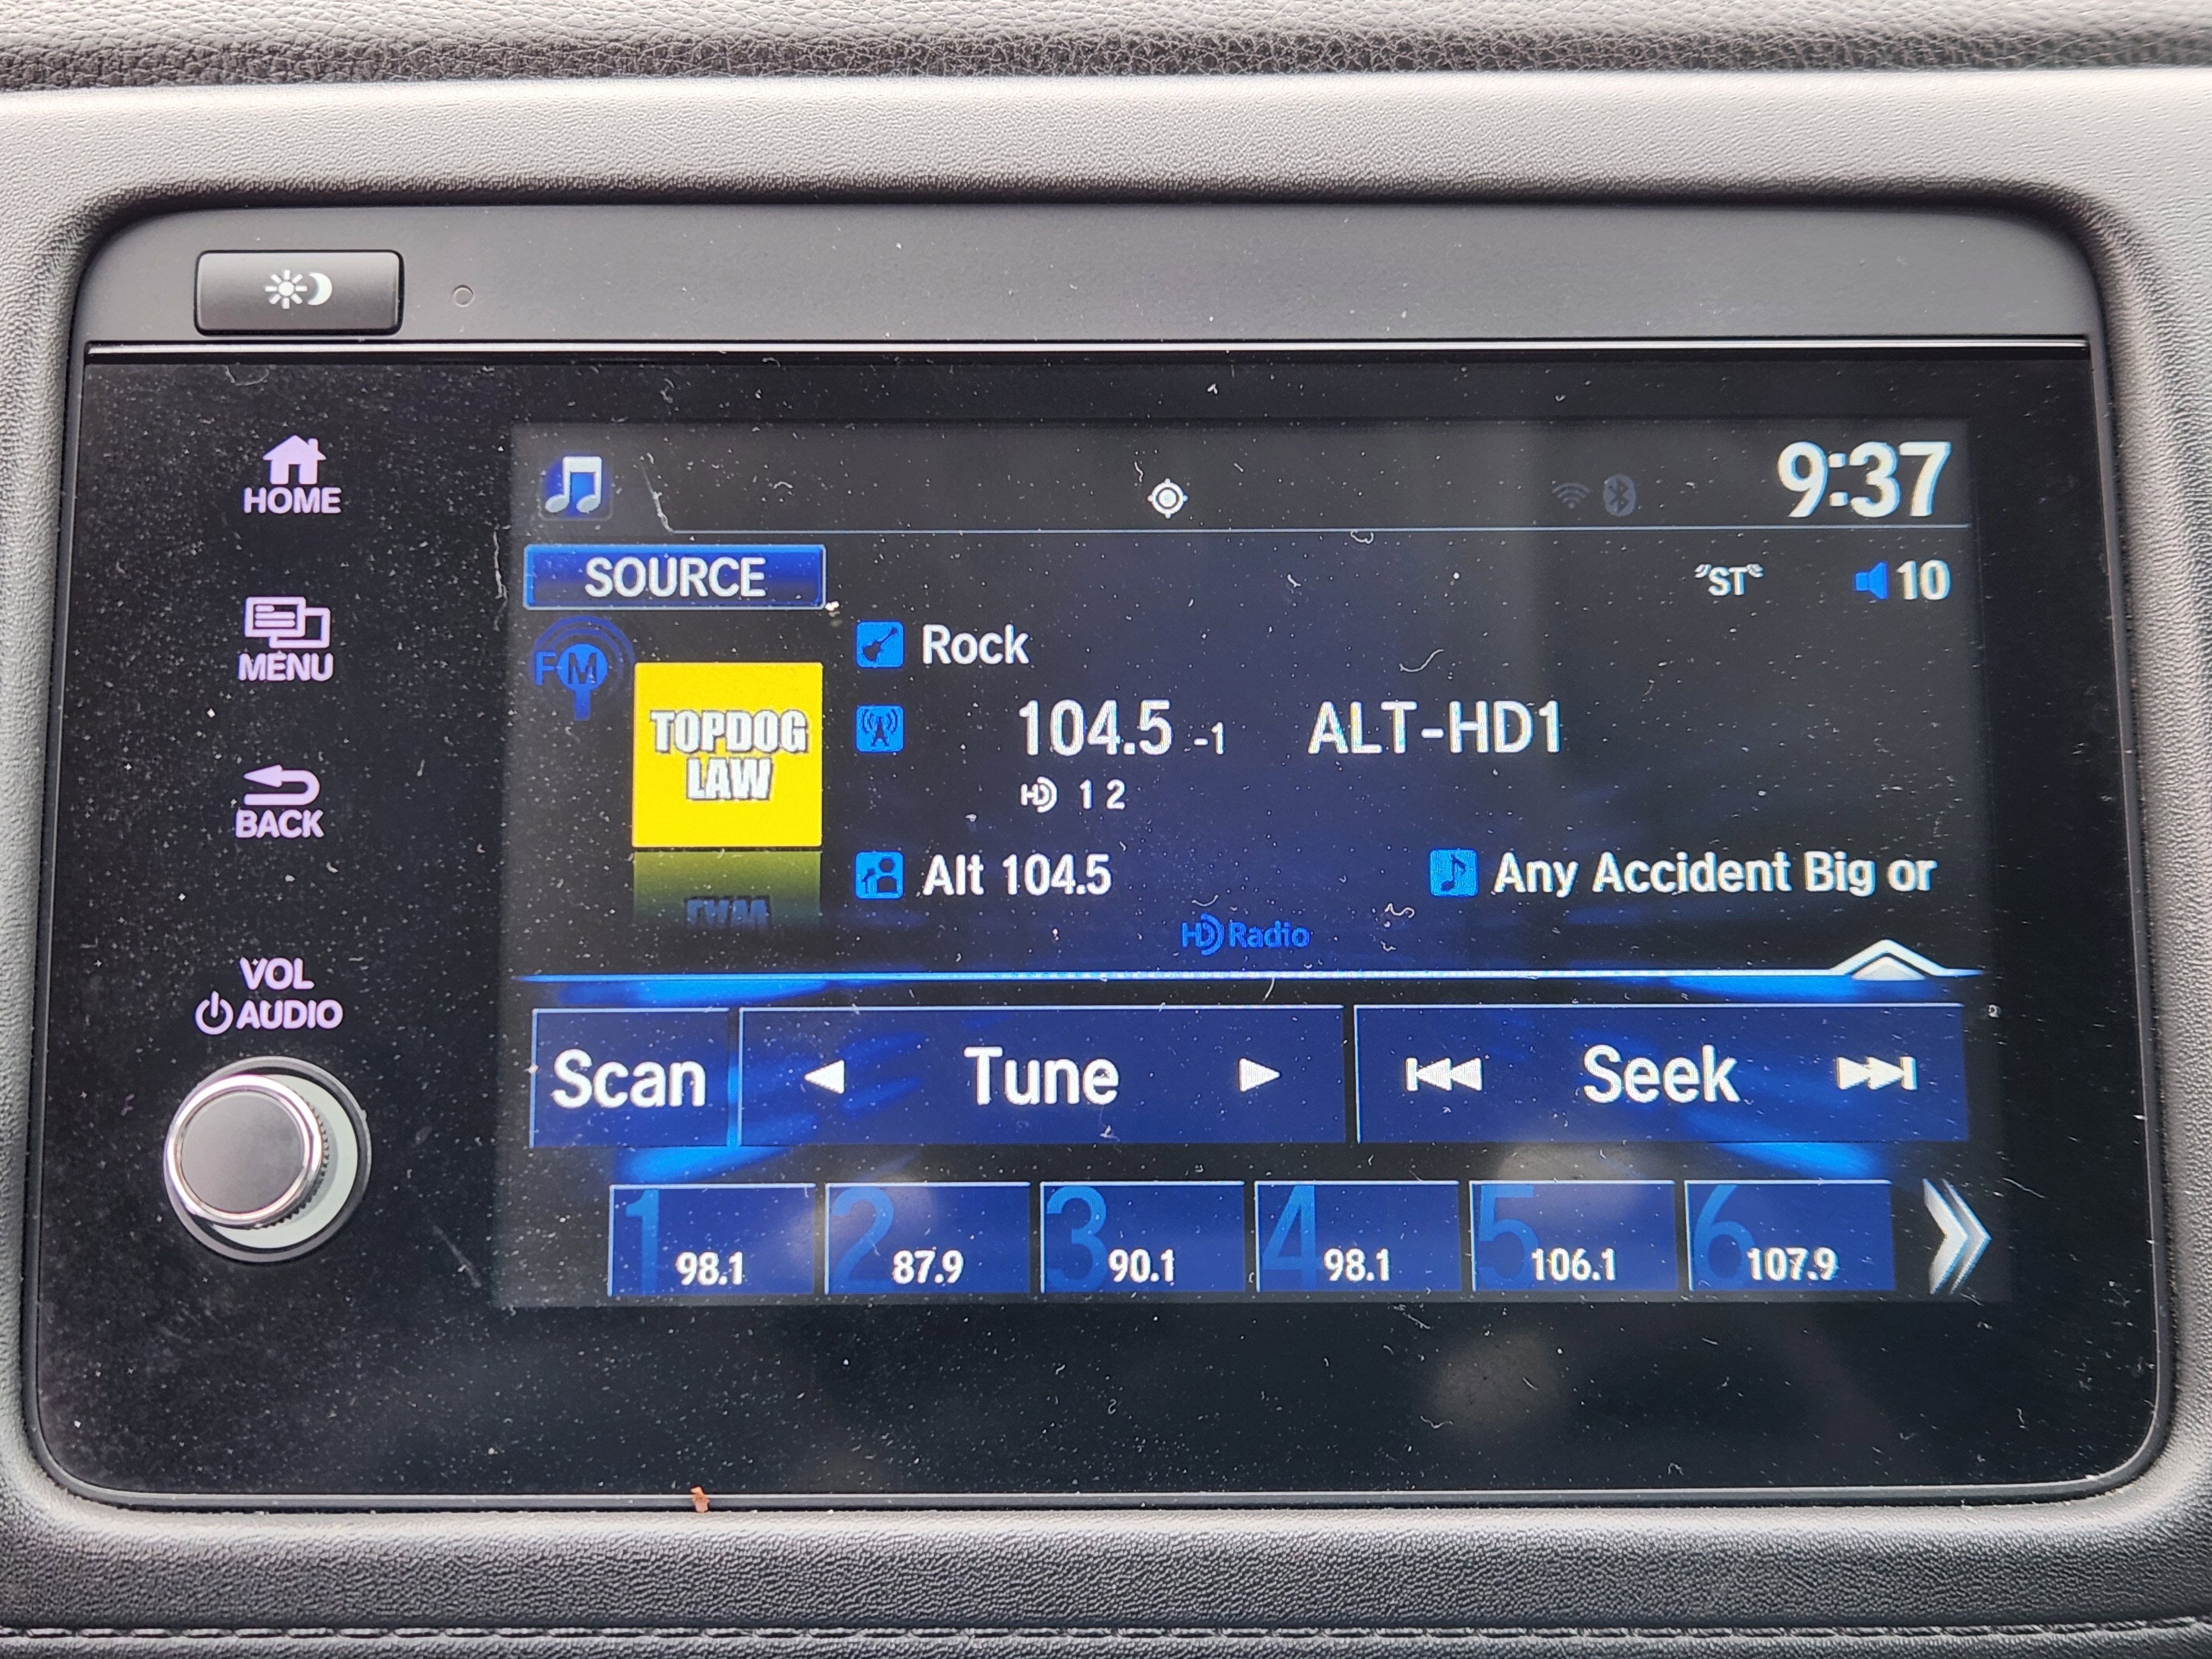 HOME
MENU
BACK
VOL
AUDIO
9:37
SOURCE
"ST"
10
FM
Rock
TOPDOG
LAW
104.5 -1 ALT-HD1
HD 1 2
Alt 104.5
Any Accident Big or
HD Radio
Scan
Tune
Seek
1 98.1
2 87.9
3 90.1
4 98.1
5 106.1
6 107.9